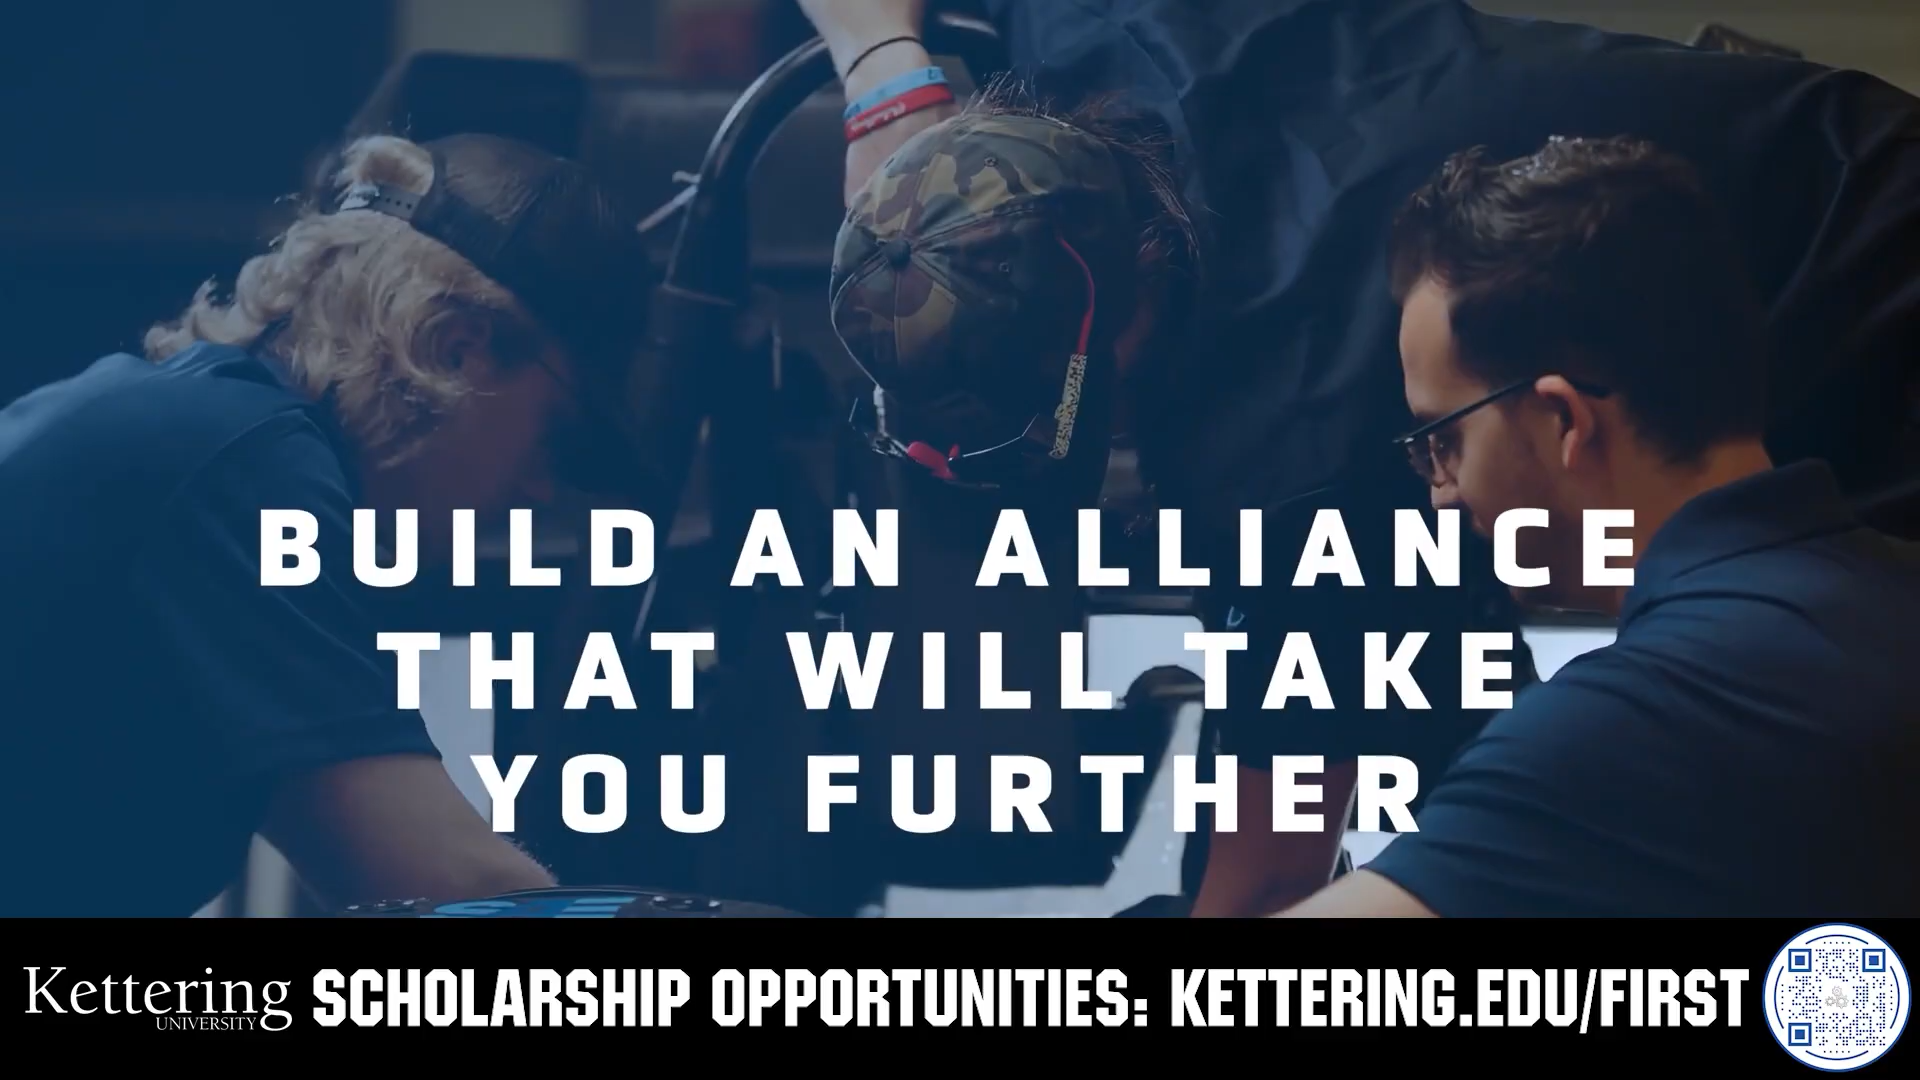 BUILD AN ALLIANCE
THAT WILL TAKE
YOU FURTHER
Kettering
UNIVERSITY
SCHOLARSHIP OPPORTUNITIES: KETTERING.EDU/FIRST